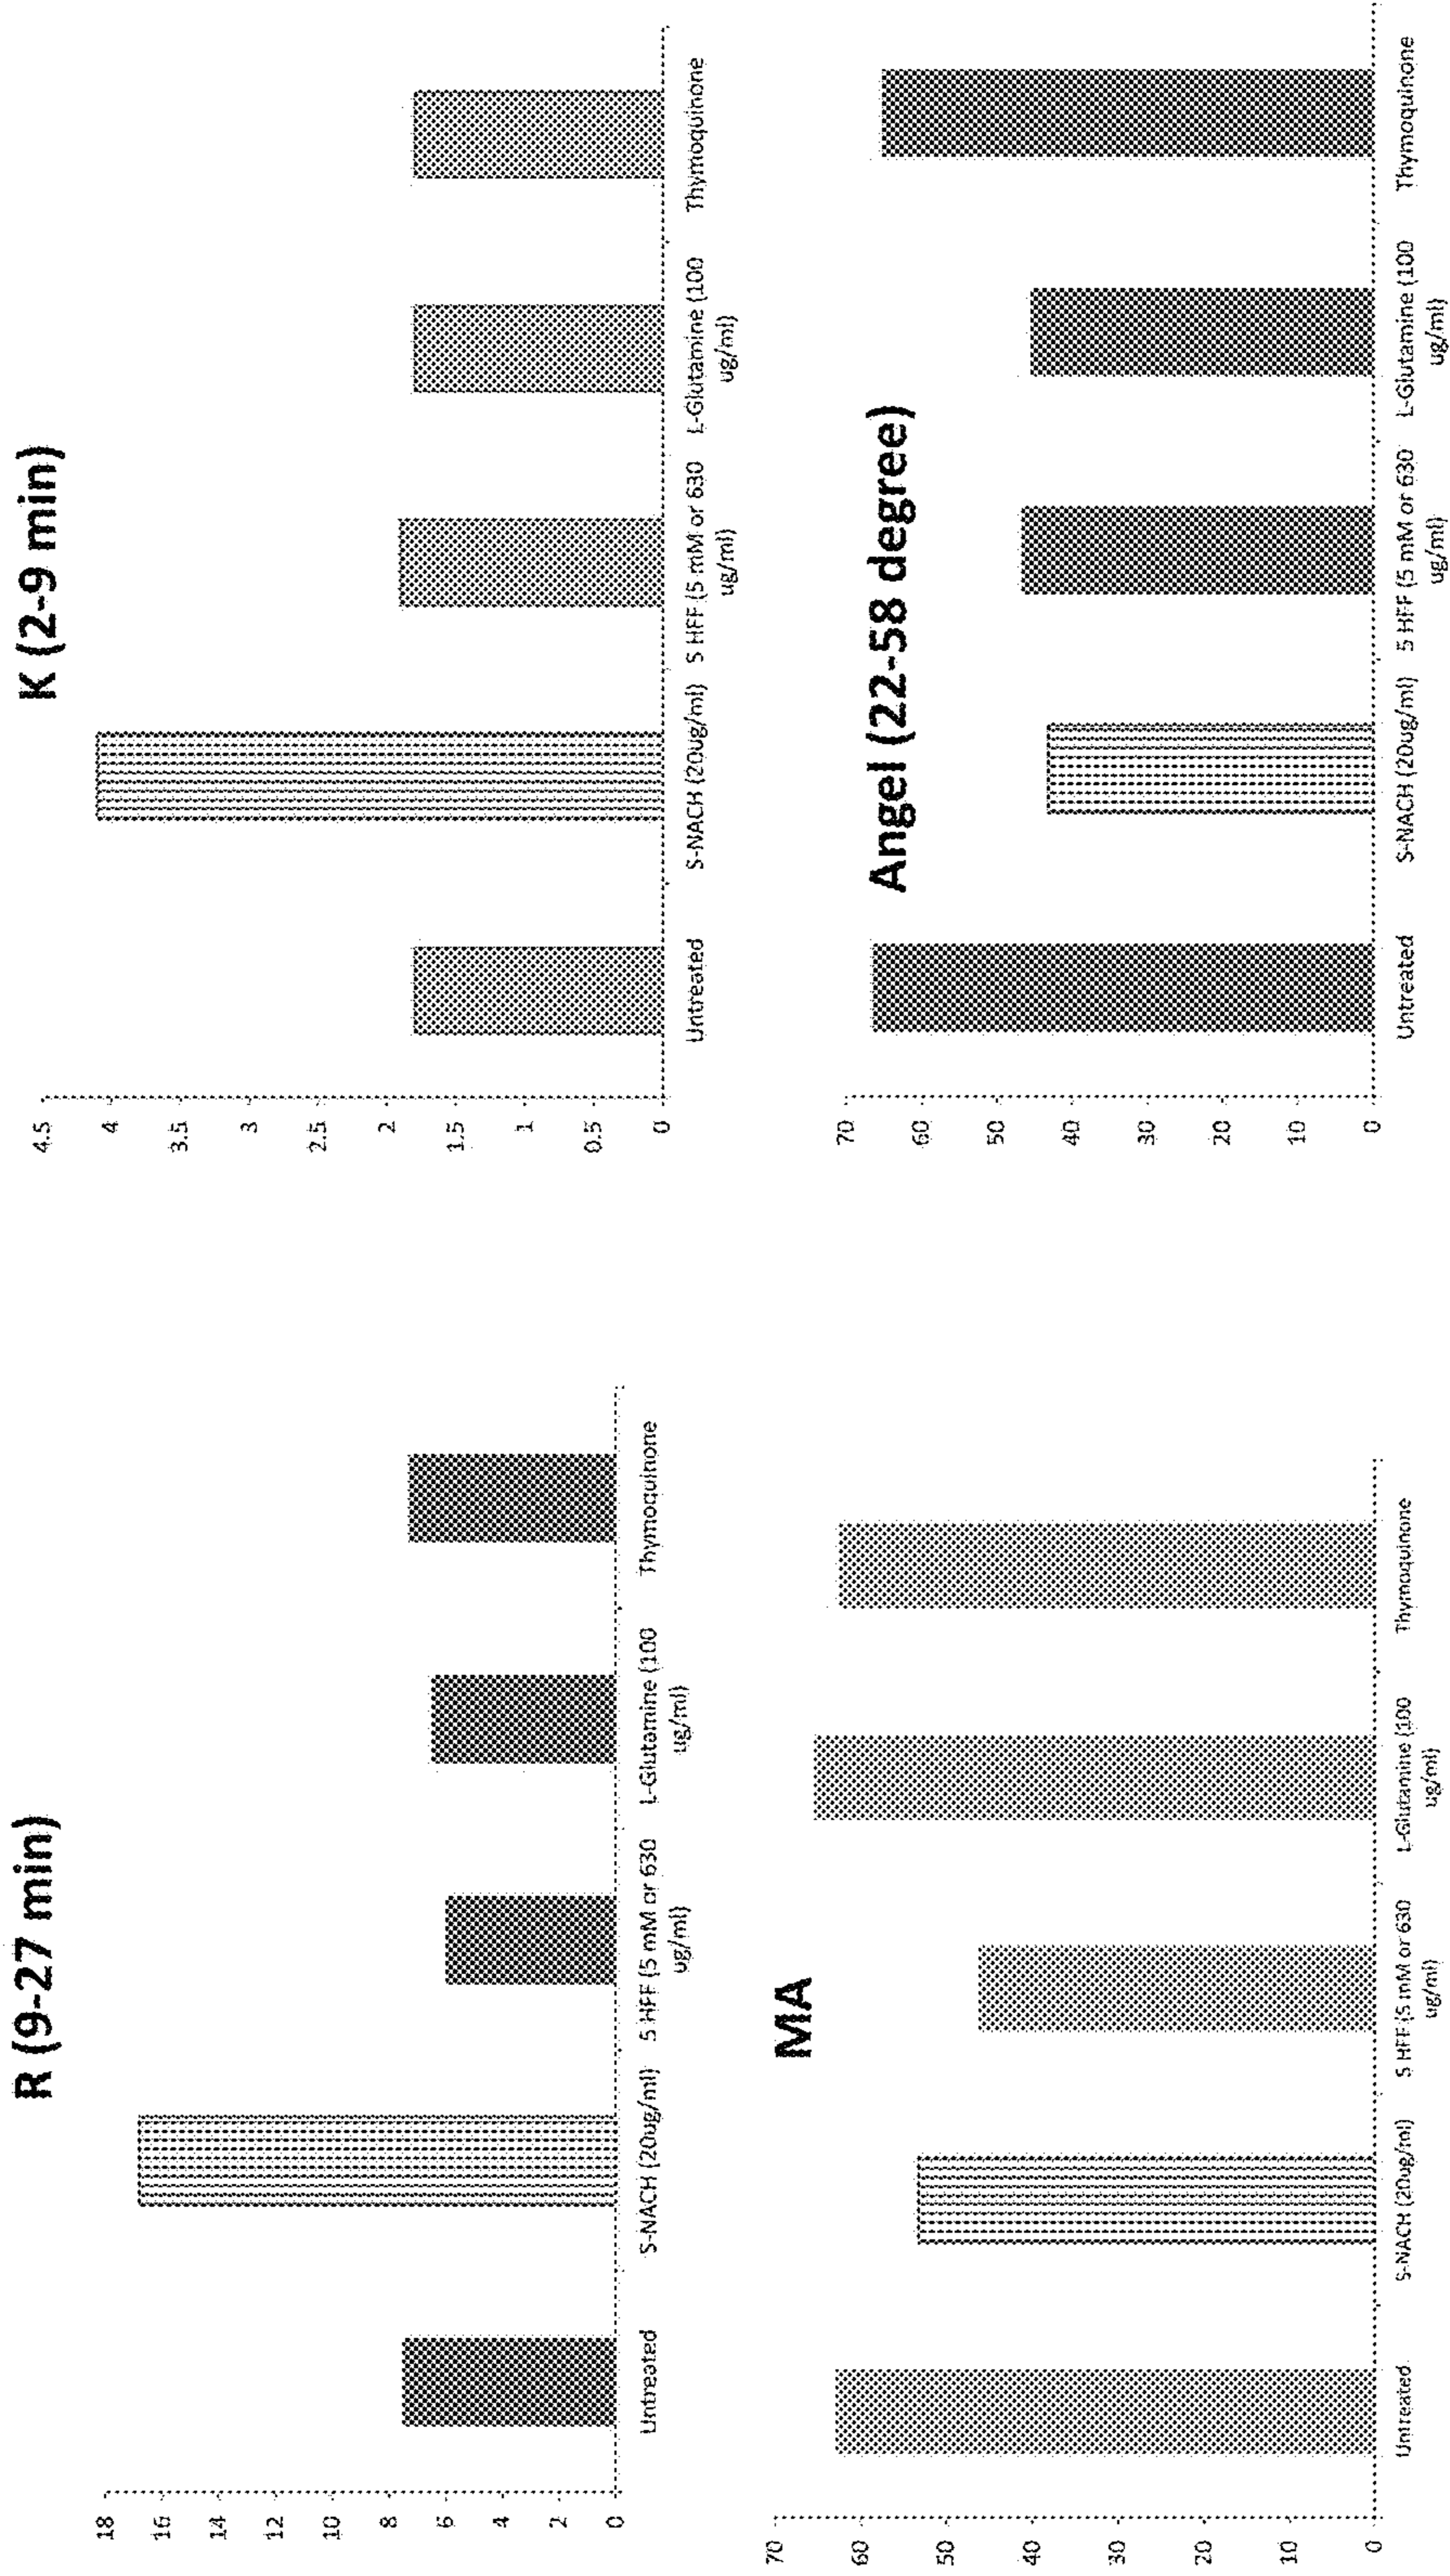 R (9-27 min)
18
16
14
12
10
8
6
4
2
0
Untreated
S-NACH (20ug/ml)
5 HFF (5 mM or 630
ug/ml)
L-Glutamine (100
ug/ml)
Thymoquinone
K (2-9 min)
4.5
4
3.5
3
2.5
2
1.5
1
0.5
0
Untreated
S-NACH (20ug/ml)
5 HFF (5 mM or 630
ug/ml)
L-Glutamine (100
ug/ml)
Thymoquinone
MA
70
60
50
40
30
20
10
0
Untreated
S-NACH (20ug/ml)
5 HFF (5 mM or 630
ug/ml)
L-Glutamine (100
ug/ml)
Thymoquinone
Angel (22-58 degree)
70
60
50
40
30
20
10
0
Untreated
S-NACH (20ug/ml)
5 HFF (5 mM or 630
ug/ml)
L-Glutamine (100
ug/ml)
Thymoquinone